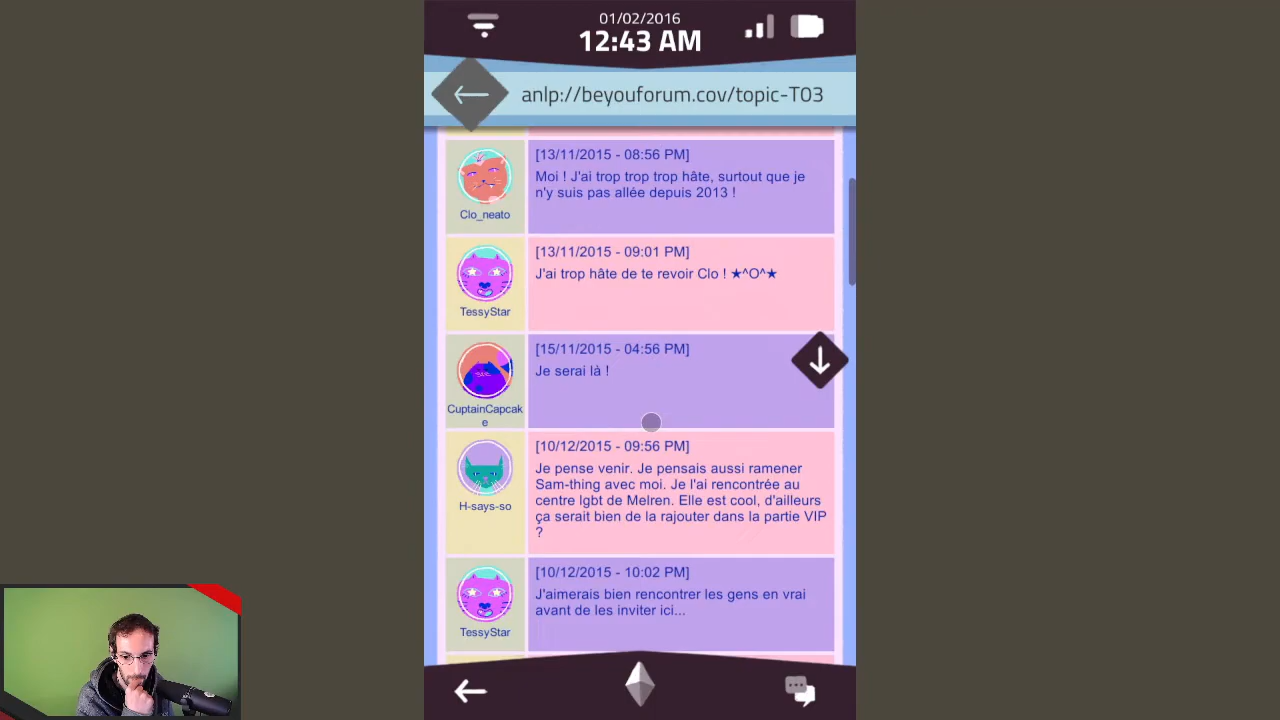 01/02/2016
12:43 AM
anlp://beyouforum.cov/topic-T03
[13/11/2015 - 08:56 PM]
Moi ! J'ai trop trop trop hâte, surtout que je
n'y suis pas allée depuis 2013 !
Clo_neato
[13/11/2015 - 09:01 PM]
J'ai trop hâte de te revoir Clo ! ★^O^★
TessyStar
[15/11/2015 - 04:56 PM]
Je serai là !
CuptainCapcak
e
[10/12/2015 - 09:56 PM]
Je pense venir. Je pensais aussi ramener
Sam-thing avec moi. Je l'ai rencontrée au
centre lgbt de Melren. Elle est cool, d'ailleurs
ça serait bien de la rajouter dans la partie VIP
?
H-says-so
[10/12/2015 - 10:02 PM]
J'aimerais bien rencontrer les gens en vrai
avant de les inviter ici...
TessyStar